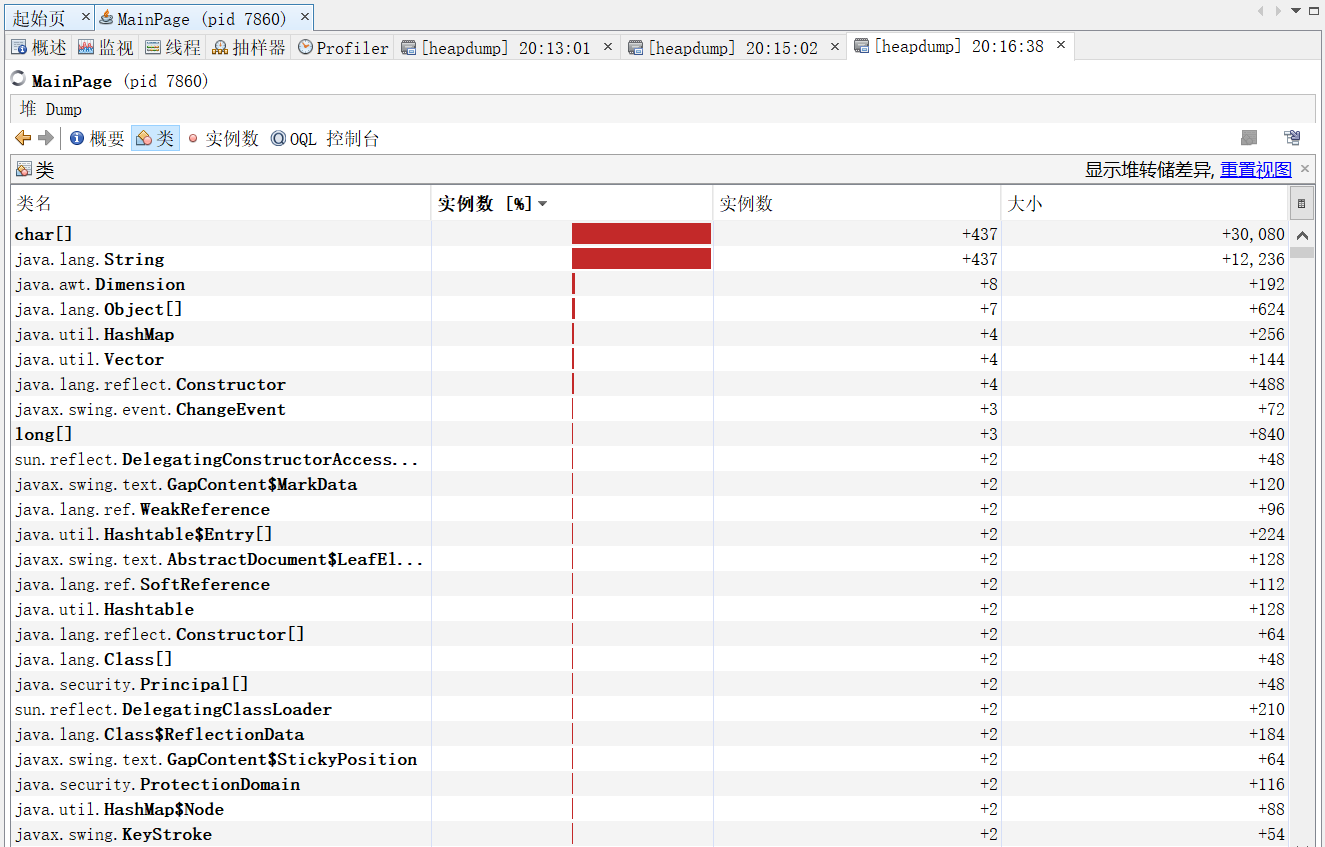 起始页 × MainPage (pid 7860) ×
概述 监视 线程 抽样器 Profiler [heapdump] 20:13:01 × [heapdump] 20:15:02 × [heapdump] 20:16:38 ×
MainPage (pid 7860)
堆 Dump
概要 类 实例数 OQL 控制台
类 显示堆转储差异, 重置视图 ×
类名 实例数 [%] 实例数 大小
char[] +437 +30,080
java.lang.String +437 +12,236
java.awt.Dimension +8 +192
java.lang.Object[] +7 +624
java.util.HashMap +4 +256
java.util.Vector +4 +144
java.lang.reflect.Constructor +4 +488
javax.swing.event.ChangeEvent +3 +72
long[] +3 +840
sun.reflect.DelegatingConstructorAccess... +2 +48
javax.swing.text.GapContent$MarkData +2 +120
java.lang.ref.WeakReference +2 +96
java.util.Hashtable$Entry[] +2 +224
javax.swing.text.AbstractDocument$LeafEl... +2 +128
java.lang.ref.SoftReference +2 +112
java.util.Hashtable +2 +128
java.lang.reflect.Constructor[] +2 +64
java.lang.Class[] +2 +48
java.security.Principal[] +2 +48
sun.reflect.DelegatingClassLoader +2 +210
java.lang.Class$ReflectionData +2 +184
javax.swing.text.GapContent$StickyPosition +2 +64
java.security.ProtectionDomain +2 +116
java.util.HashMap$Node +2 +88
javax.swing.KeyStroke +2 +54